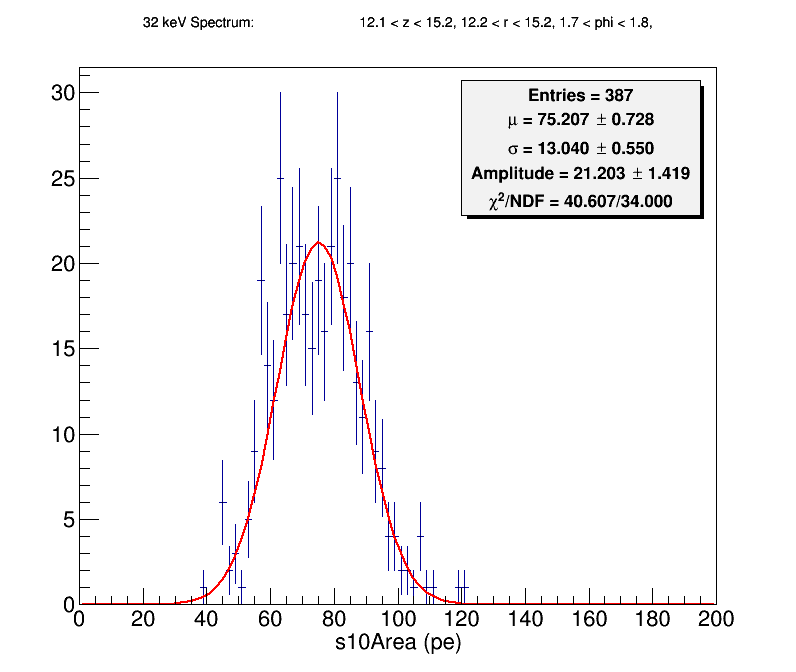 32 keV Spectrum: 12.1 < z < 15.2, 12.2 < r < 15.2, 1.7 < phi < 1.8,
Entries = 387
μ = 75.207 ± 0.728
σ = 13.040 ± 0.550
Amplitude = 21.203 ± 1.419
χ²/NDF = 40.607/34.000
30
25
20
15
10
5
0
0 20 40 60 80 100 120 140 160 180 200
s10Area (pe)